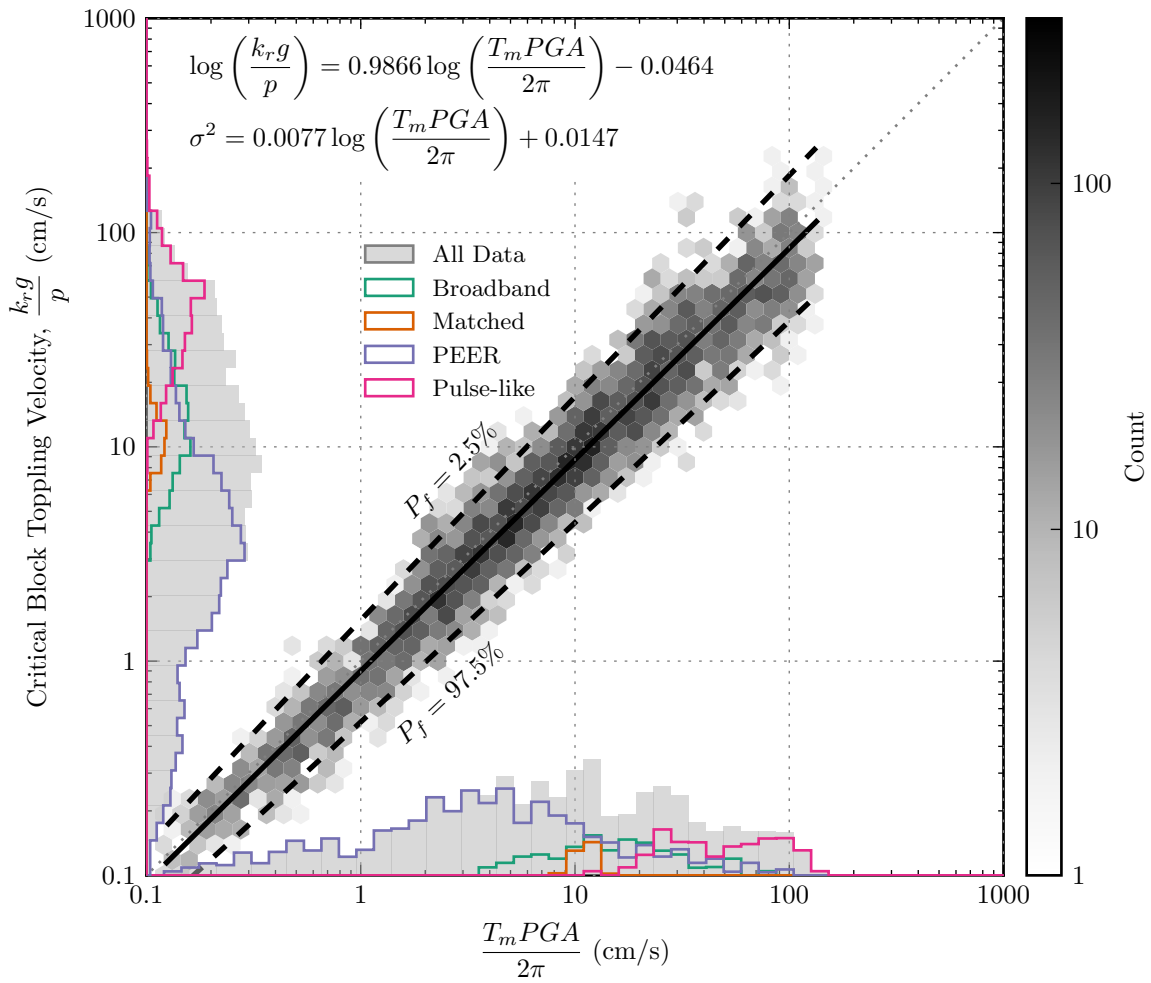 log (k_r g / p) = 0.9866 log (T_m PGA / 2π) − 0.0464
σ² = 0.0077 log (T_m PGA / 2π) + 0.0147
All Data
Broadband
Matched
PEER
Pulse-like
P_f = 2.5%
P_f = 97.5%
Critical Block Toppling Velocity, k_r g / p (cm/s)
1000
100
10
1
0.1
0.1
1
10
100
1000
T_m PGA / 2π (cm/s)
100
10
1
Count